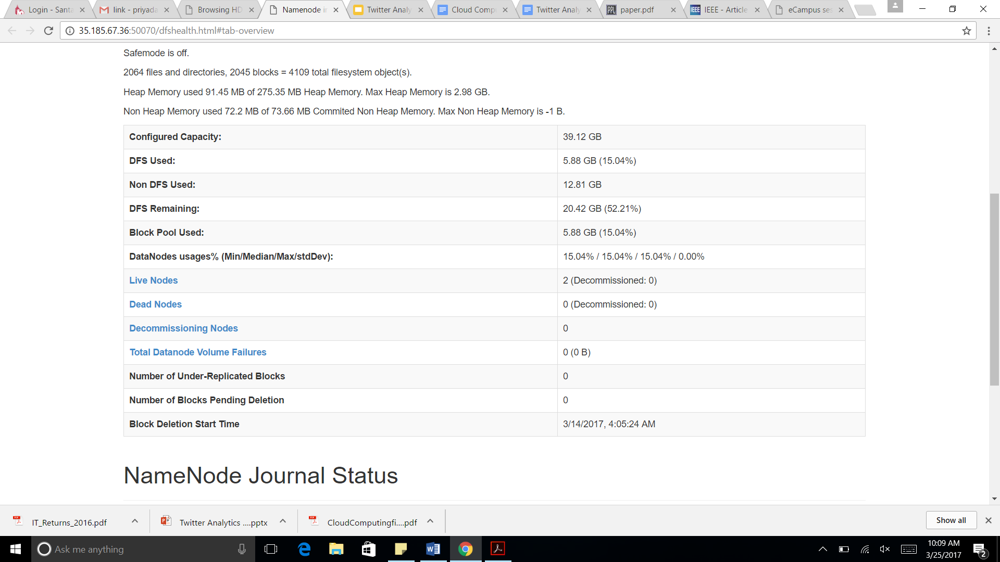 Login - Santa
link - priyada
Browsing HD
Namenode i
Twitter Analy
Cloud Comp
Twitter Analy
PPL paper.pdf
IEEE IEEE - Article
eCampus ses
35.185.67.36:50070/dfshealth.html#tab-overview
Safemode is off.
2064 files and directories, 2045 blocks = 4109 total filesystem object(s).
Heap Memory used 91.45 MB of 275.35 MB Heap Memory. Max Heap Memory is 2.98 GB.
Non Heap Memory used 72.2 MB of 73.66 MB Commited Non Heap Memory. Max Non Heap Memory is -1 B.
Configured Capacity: 39.12 GB
DFS Used: 5.88 GB (15.04%)
Non DFS Used: 12.81 GB
DFS Remaining: 20.42 GB (52.21%)
Block Pool Used: 5.88 GB (15.04%)
DataNodes usages% (Min/Median/Max/stdDev): 15.04% / 15.04% / 15.04% / 0.00%
Live Nodes 2 (Decommissioned: 0)
Dead Nodes 0 (Decommissioned: 0)
Decommissioning Nodes 0
Total Datanode Volume Failures 0 (0 B)
Number of Under-Replicated Blocks 0
Number of Blocks Pending Deletion 0
Block Deletion Start Time 3/14/2017, 4:05:24 AM
NameNode Journal Status
IT_Returns_2016.pdf
Twitter Analytics ....pptx
CloudComputingfi....pdf
Show all
Ask me anything
10:09 AM
3/25/2017
2